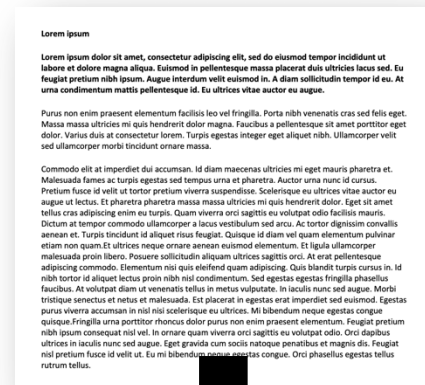 Lorem ipsum
Lorem ipsum dolor sit amet, consectetur adipiscing elit, sed do eiusmod tempor incididunt ut
labore et dolore magna aliqua. Euismod in pellentesque massa placerat duis ultricies lacus sed. Eu
feugiat pretium nibh ipsum. Augue interdum velit euismod in. A diam sollicitudin tempor id eu. At
urna condimentum mattis pellentesque id. Eu ultrices vitae auctor eu augue.
Purus non enim praesent elementum facilisis leo vel fringilla. Porta nibh venenatis cras sed felis eget.
Massa massa ultricies mi quis hendrerit dolor magna. Faucibus a pellentesque sit amet porttitor eget
dolor. Varius duis at consectetur lorem. Turpis egestas integer eget aliquet nibh. Ullamcorper velit
sed ullamcorper morbi tincidunt ornare massa.
Commodo elit at imperdiet dui accumsan. Id diam maecenas ultricies mi eget mauris pharetra et.
Malesuada fames ac turpis egestas sed tempus urna et pharetra. Auctor urna nunc id cursus.
Pretium fusce id velit ut tortor pretium viverra suspendisse. Scelerisque eu ultrices vitae auctor eu
augue ut lectus. Et pharetra pharetra massa massa ultricies mi quis hendrerit dolor. Eget sit amet
tellus cras adipiscing enim eu turpis. Quam viverra orci sagittis eu volutpat odio facilisis mauris.
Dictum at tempor commodo ullamcorper a lacus vestibulum sed arcu. Ac tortor dignissim convallis
aenean et. Turpis tincidunt id aliquet risus feugiat. Quisque id diam vel quam elementum pulvinar
etiam non quam.Et ultrices neque ornare aenean euismod elementum. Et ligula ullamcorper
malesuada proin libero. Posuere sollicitudin aliquam ultrices sagittis orci. At erat pellentesque
adipiscing commodo. Elementum nisi quis eleifend quam adipiscing. Quis blandit turpis cursus in. Id
nibh tortor id aliquet lectus proin nibh nisl condimentum. Sed egestas egestas fringilla phasellus
faucibus. At volutpat diam ut venenatis tellus in metus vulputate. In iaculis nunc sed augue. Morbi
tristique senectus et netus et malesuada. Est placerat in egestas erat imperdiet sed euismod. Egestas
purus viverra accumsan in nisl nisi scelerisque eu ultrices. Mi bibendum neque egestas congue
quisque.Fringilla urna porttitor rhoncus dolor purus non enim praesent elementum. Feugiat pretium
nibh ipsum consequat nisl vel. In ornare quam viverra orci sagittis eu volutpat odio. Orci dapibus
ultrices in iaculis nunc sed augue. Eget gravida cum sociis natoque penatibus et magnis dis. Feugiat
nisl pretium fusce id velit ut. Eu mi bibendum neque egestas congue. Orci phasellus egestas tellus
rutrum tellus.